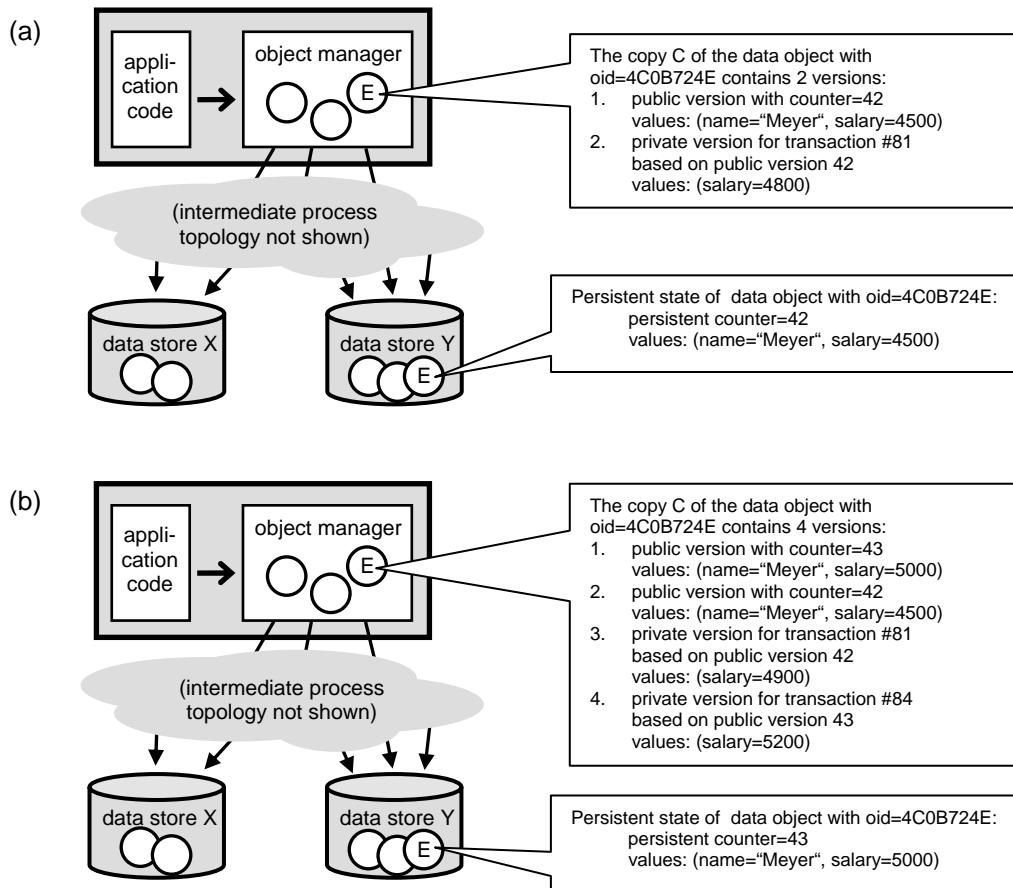 (a)
appli-
cation
code
object manager
E
The copy C of the data object with
oid=4C0B724E contains 2 versions:
1. public version with counter=42
values: (name=“Meyer“, salary=4500)
2. private version for transaction #81
based on public version 42
values: (salary=4800)
(intermediate process
topology not shown)
data store X
data store Y
E
Persistent state of data object with oid=4C0B724E:
persistent counter=42
values: (name=“Meyer“, salary=4500)
(b)
appli-
cation
code
object manager
E
The copy C of the data object with
oid=4C0B724E contains 4 versions:
1. public version with counter=43
values: (name=“Meyer“, salary=5000)
2. public version with counter=42
values: (name=“Meyer“, salary=4500)
3. private version for transaction #81
based on public version 42
values: (salary=4900)
4. private version for transaction #84
based on public version 43
values: (salary=5200)
(intermediate process
topology not shown)
data store X
data store Y
E
Persistent state of data object with oid=4C0B724E:
persistent counter=43
values: (name=“Meyer“, salary=5000)